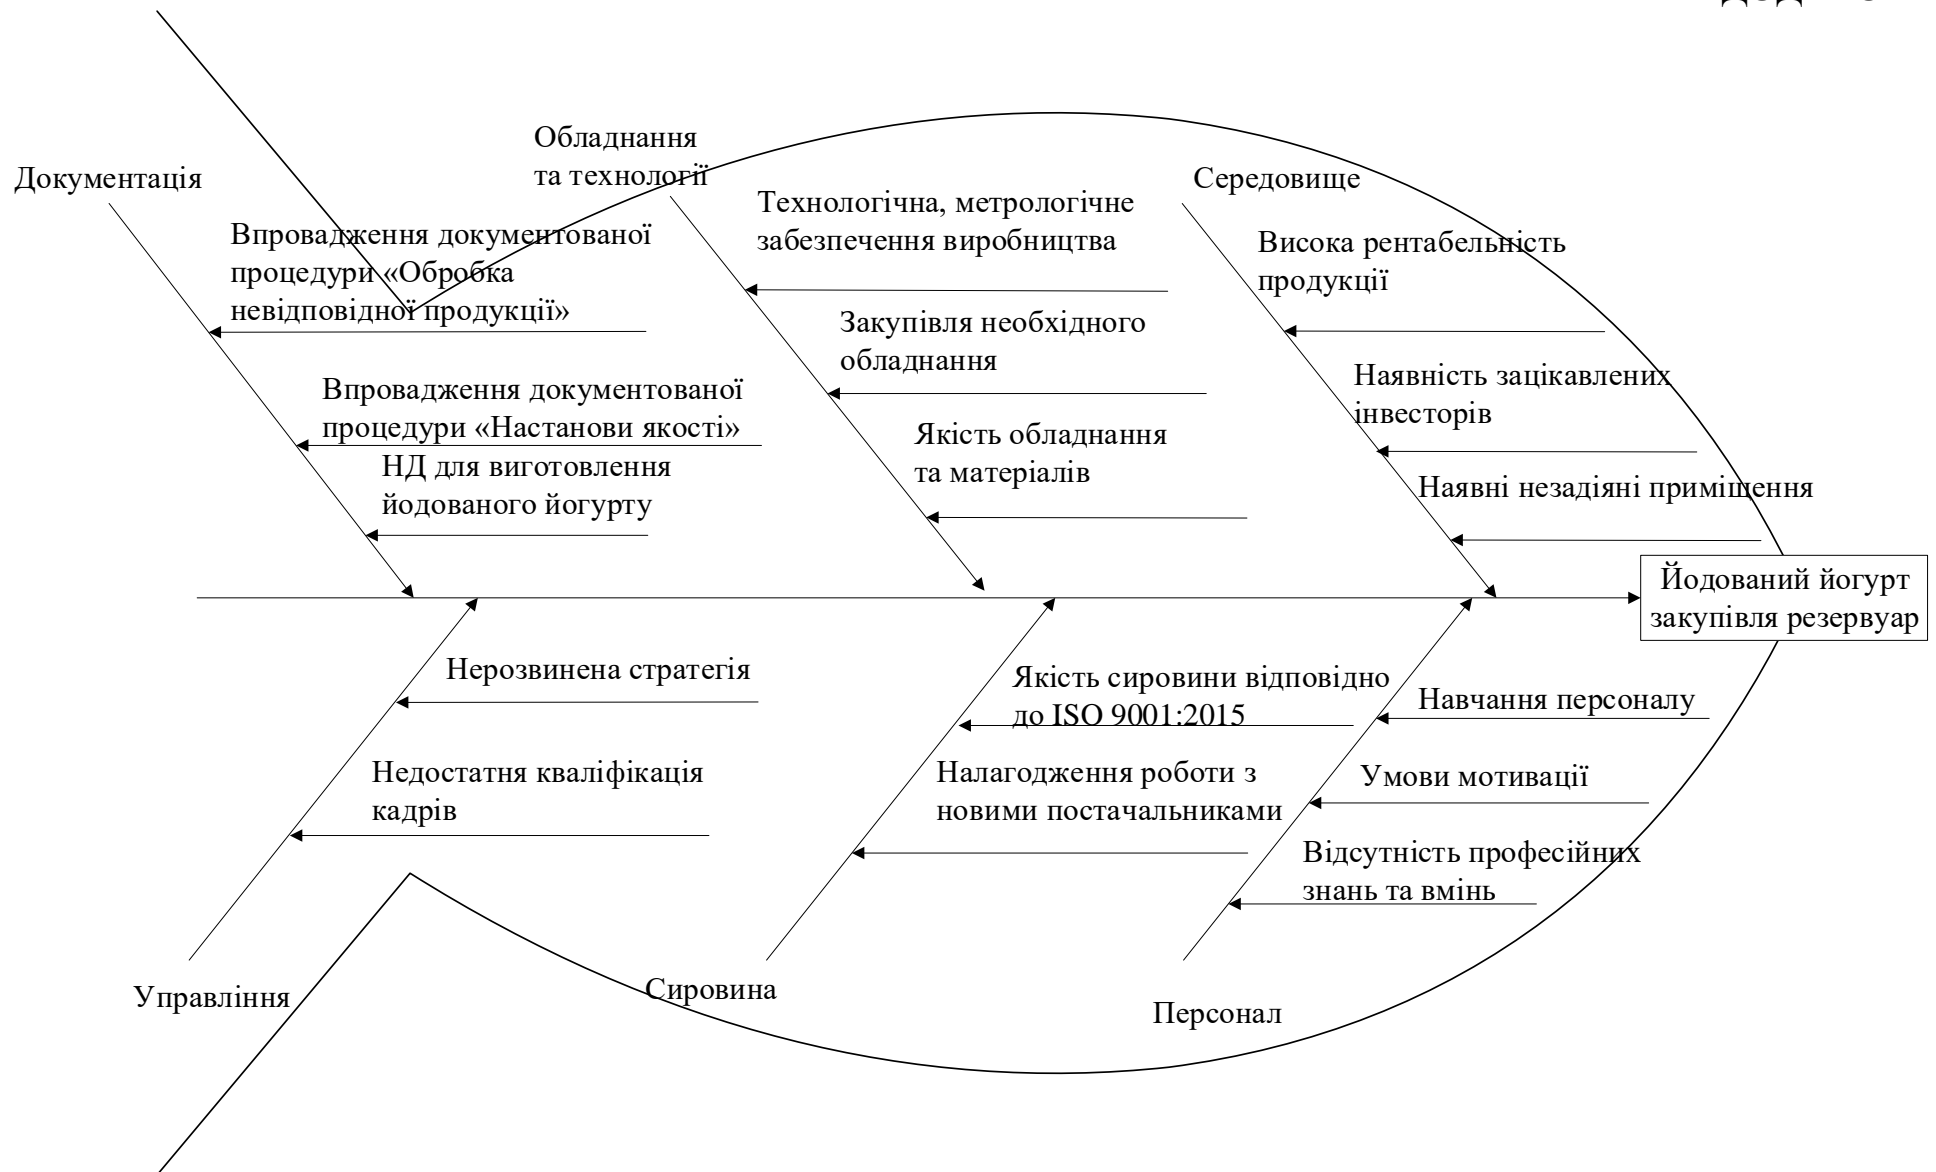 Документація
Обладнання
та технології
Середовище
Впровадження документованої
процедури «Обробка
невідповідної продукції»
Впровадження документованої
процедури «Настанови якості»
НД для виготовлення
йодованого йогурту
Технологічна, метрологічне
забезпечення виробництва
Закупівля необхідного
обладнання
Якість обладнання
та матеріалів
Висока рентабельність
продукції
Наявність зацікавлених
інвесторів
Наявні незадіяні приміщення
Йодований йогурт
закупівля резервуар
Нерозвинена стратегія
Недостатня кваліфікація
кадрів
Якість сировини відповідно
до ISO 9001:2015
Налагодження роботи з
новими постачальниками
Навчання персоналу
Умови мотивації
Відсутність професійних
знань та вмінь
Управління
Сировина
Персонал